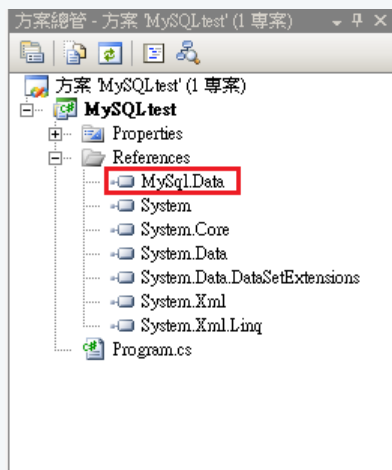 方案總管 - 方案 'MySQLtest' (1 專案)
方案 'MySQLtest' (1 專案)
MySQLtest
Properties
References
MySql.Data
System
System.Core
System.Data
System.Data.DataSetExtensions
System.Xml
System.Xml.Linq
Program.cs